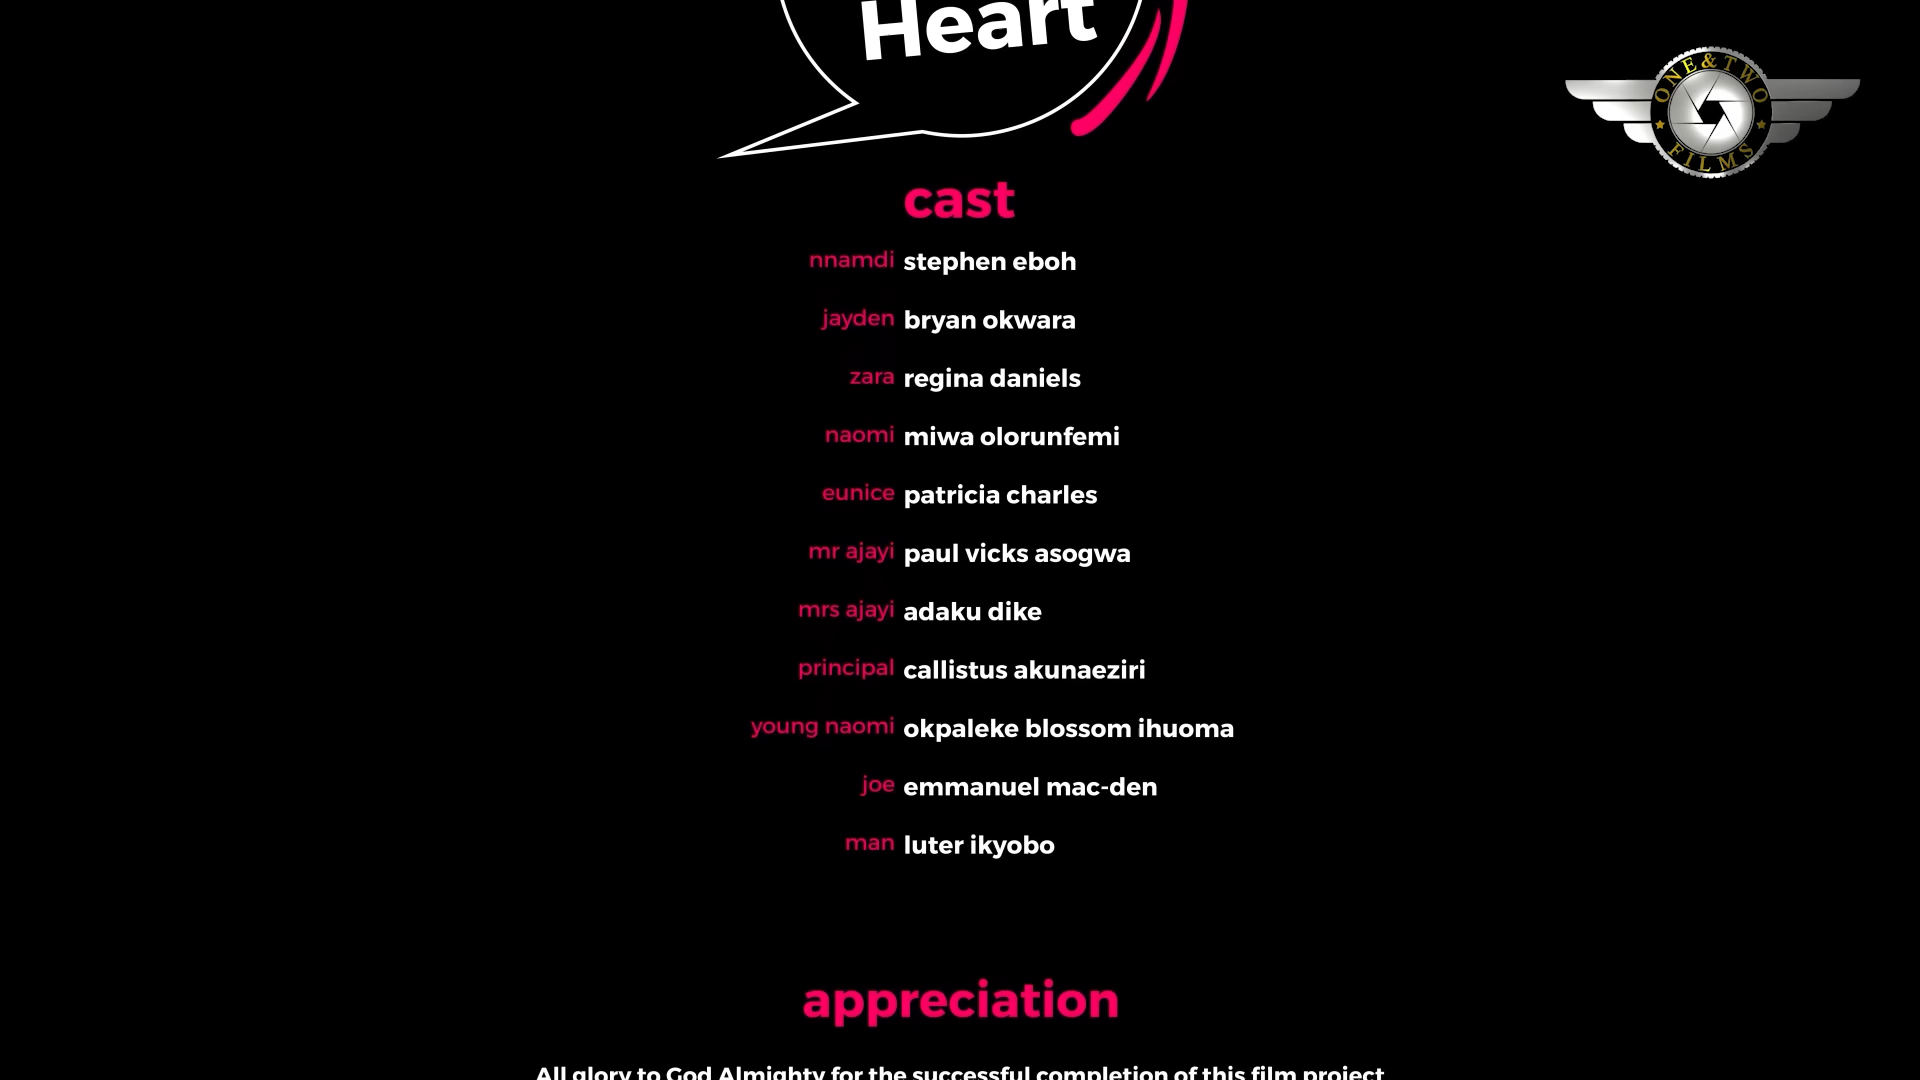 Heart
ONE & TWO
FILMS
cast
nnamdi stephen eboh
jayden bryan okwara
zara regina daniels
naomi miwa olorunfemi
eunice patricia charles
mr ajayi paul vicks asogwa
mrs ajayi adaku dike
principal callistus akunaeziri
young naomi okpaleke blossom ihuoma
joe emmanuel mac-den
man luter ikyobo
appreciation
All glory to God Almighty for the successful completion of this film project